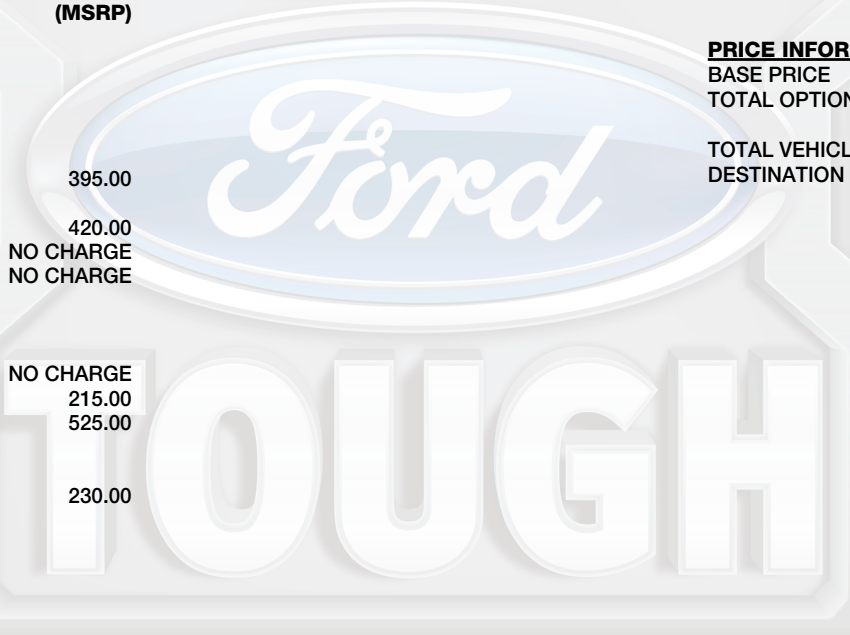 (MSRP)
395.00
420.00
NO CHARGE
NO CHARGE
NO CHARGE
215.00
525.00
230.00
PRICE INFOR
BASE PRICE
TOTAL OPTION
TOTAL VEHICL
DESTINATION
Ford
TOUGH